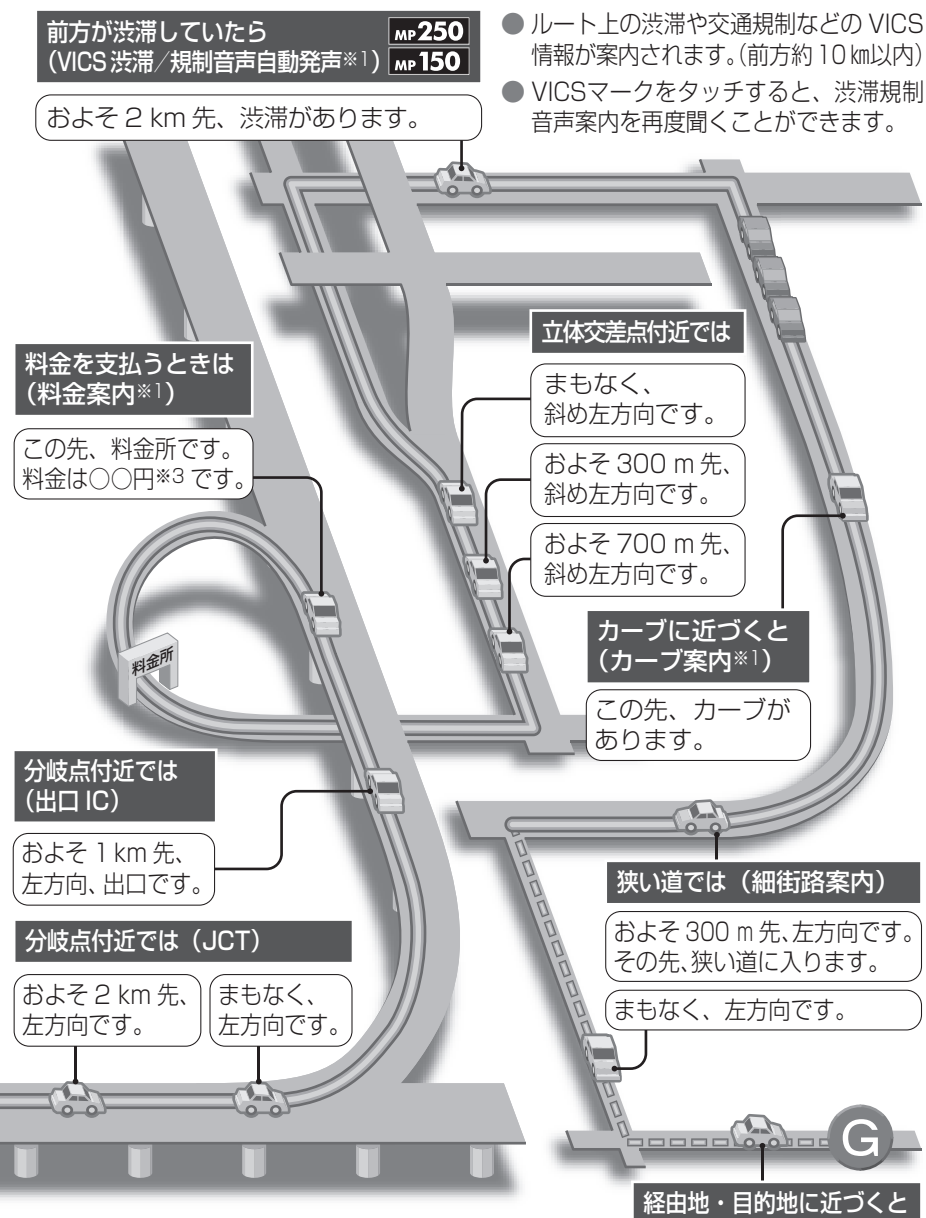 前方が渋滞していたら
（VICS 渋滞／規制音声自動発声※1）
MP250
MP150
およそ 2 km 先、渋滞があります。
● ルート上の渋滞や交通規制などの VICS
情報が案内されます。（前方約 10 ㎞以内）
● VICSマークをタッチすると、渋滞規制
音声案内を再度聞くことができます。
立体交差点付近では
まもなく、
斜め左方向です。
およそ 300 m 先、
斜め左方向です。
およそ 700 m 先、
斜め左方向です。
料金を支払うときは
（料金案内※1）
この先、料金所です。
料金は○○円※3 です。
料金所
カーブに近づくと
（カーブ案内※1）
この先、カーブが
あります。
分岐点付近では
（出口 IC）
およそ 1 km 先、
左方向、出口です。
分岐点付近では（JCT）
およそ 2 km 先、
左方向です。
まもなく、
左方向です。
狭い道では（細街路案内）
およそ 300 m 先、左方向です。
その先、狭い道に入ります。
まもなく、左方向です。
G
経由地・目的地に近づくと